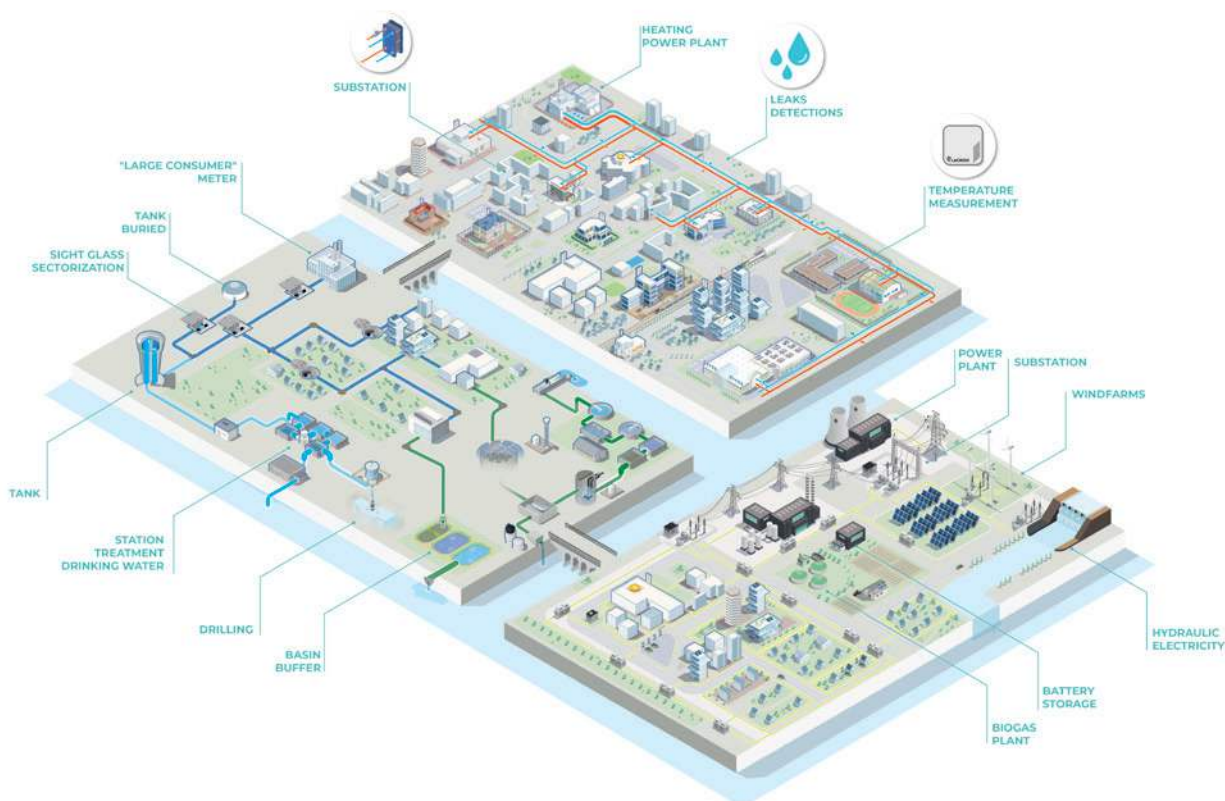 HEATING
POWER PLANT
SUBSTATION
LEAKS
DETECTIONS
"LARGE CONSUMER"
METER
TEMPERATURE
MEASUREMENT
TANK
BURIED
SIGHT GLASS
SECTORIZATION
POWER
PLANT
SUBSTATION
WINDFARMS
TANK
STATION
TREATMENT
DRINKING WATER
DRILLING
BASIN
BUFFER
HYDRAULIC
ELECTRICITY
BATTERY
STORAGE
BIOGAS
PLANT